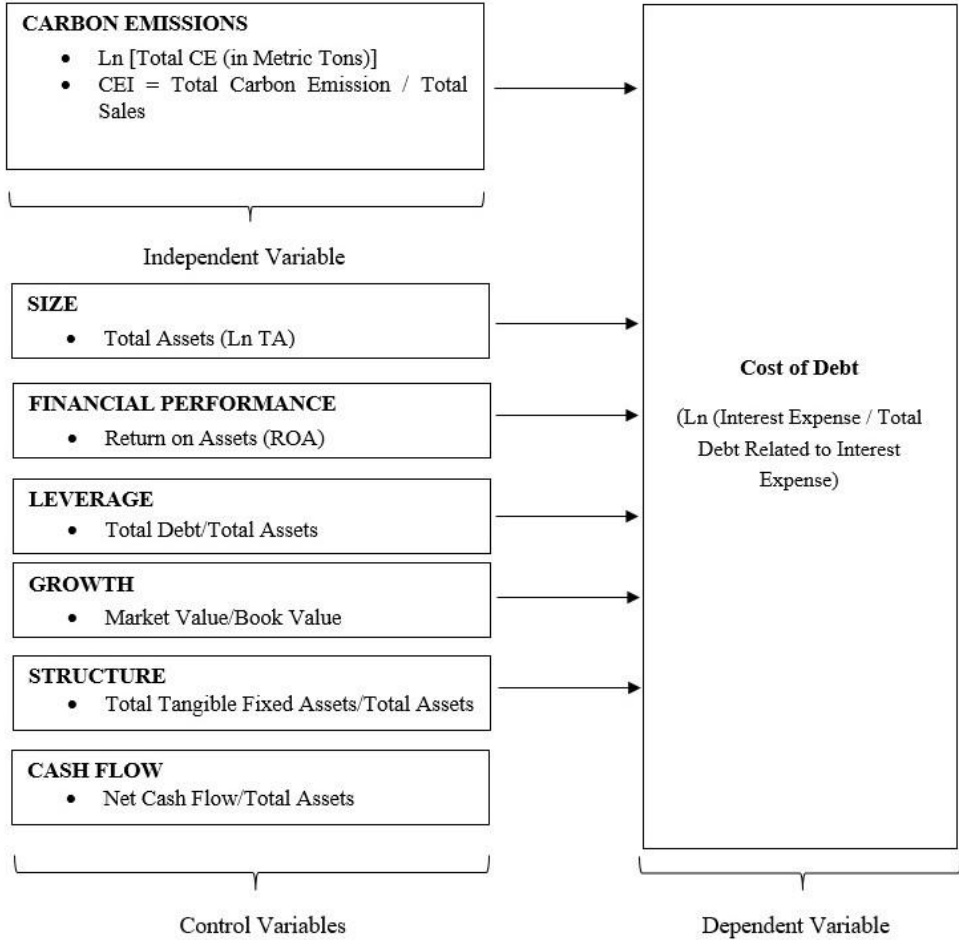 CARBON EMISSIONS
• Ln [Total CE (in Metric Tons)]
• CEI = Total Carbon Emission / Total
Sales
Independent Variable
SIZE
• Total Assets (Ln TA)
FINANCIAL PERFORMANCE
• Return on Assets (ROA)
LEVERAGE
• Total Debt/Total Assets
GROWTH
• Market Value/Book Value
STRUCTURE
• Total Tangible Fixed Assets/Total Assets
CASH FLOW
• Net Cash Flow/Total Assets
Control Variables
Cost of Debt
(Ln (Interest Expense / Total
Debt Related to Interest
Expense)
Dependent Variable